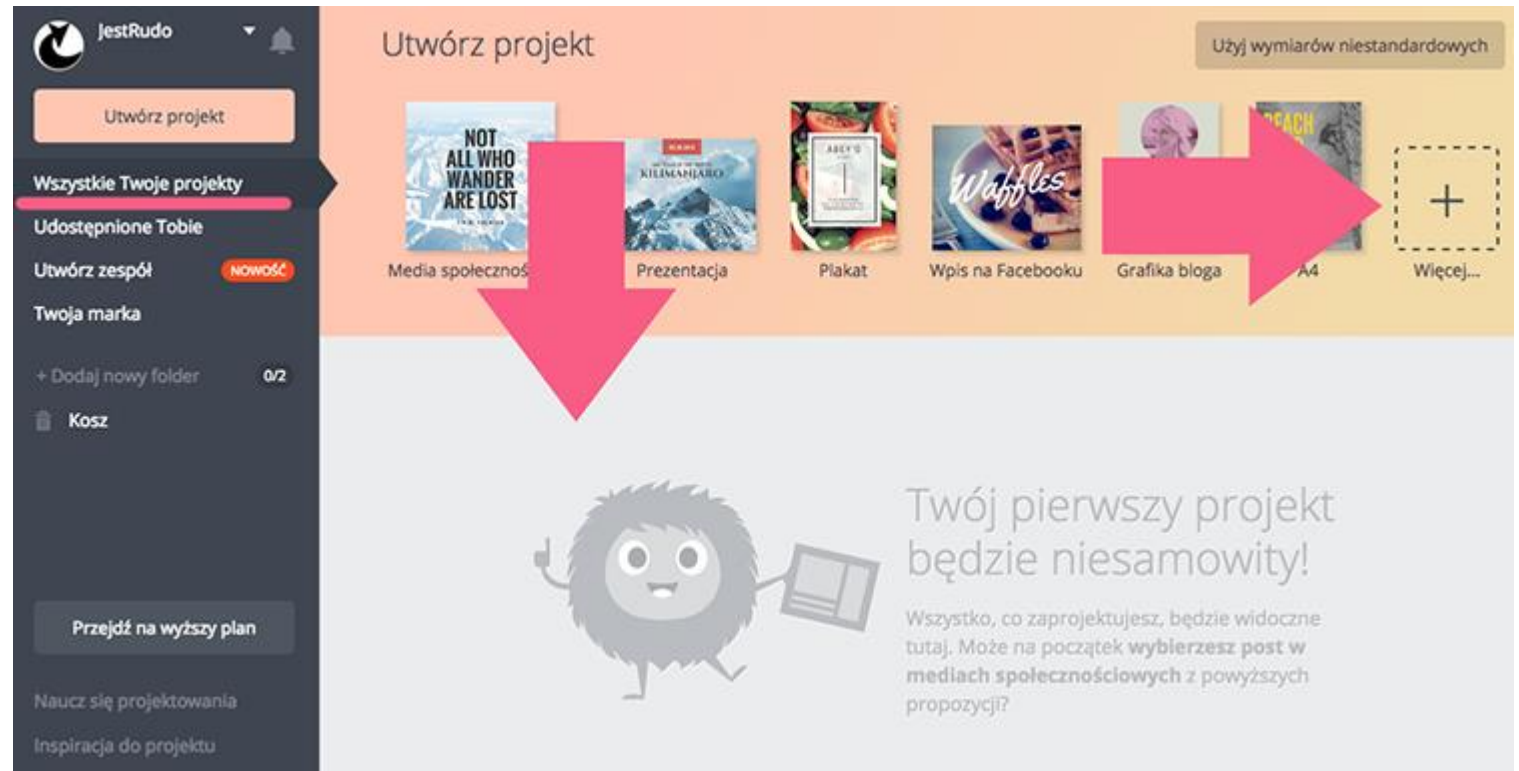 JestRudo
Utwórz projekt
Wszystkie Twoje projekty
Udostępnione Tobie
Utwórz zespół NOWOŚĆ
Twoja marka
+ Dodaj nowy folder 0/2
Kosz
Przejdź na wyższy plan
Naucz się projektowania
Inspiracja do projektu
Utwórz projekt
Użyj wymiarów niestandardowych
NOT
ALL WHO
WANDER
ARE LOST
KILIMANJARO
ABBY'S
Waffles
Media
Prezentacja
Plakat
Wpis na Facebooku
Grafika bloga
A4
Więcej...
Twój pierwszy projekt
będzie niesamowity!
Wszystko, co zaprojektujesz, będzie widoczne
tutaj. Może na początek wybierzesz post w
mediach społecznościowych z powyższych
propozycji?